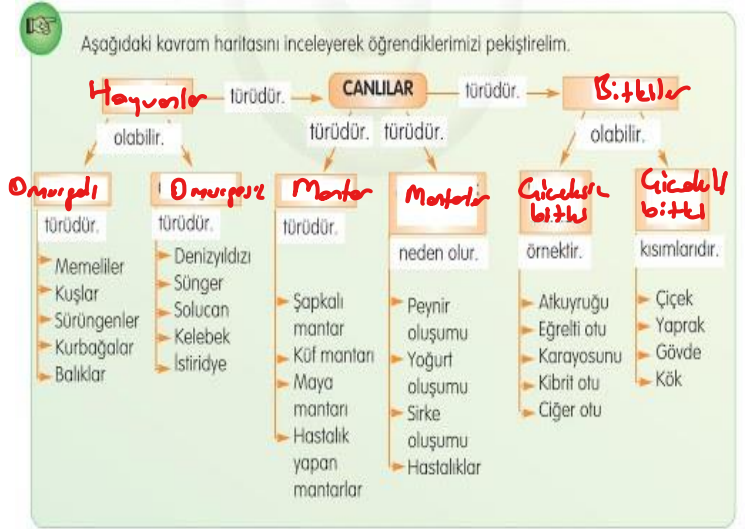 Aşağıdaki kavram haritasını inceleyerek öğrendiklerimizi pekiştirelim.
Hayvanlar türüdür. CANLILAR türüdür. Bitkiler
olabilir. türüdür. türüdür. olabilir.
Omurgalı Omurgasız Mantar Çiçeksiz Çiçekli
bitki bitki
türüdür. türüdür. türüdür. neden olur. örnektir. kısımlarıdır.
Memeliler
Kuşlar
Sürüngenler
Kurbağalar
Balıklar
Denizyıldızı
Sünger
Solucan
Kelebek
İstiridye
Şapkalı
mantar
Küf mantarı
Maya
mantarı
Hastalık
yapan
mantarlar
Peynir
oluşumu
Yoğurt
oluşumu
Sirke
oluşumu
Hastalıklar
Atkuyruğu
Eğrelti otu
Karayosunu
Kibrit otu
Ciğer otu
Çiçek
Yaprak
Gövde
Kök